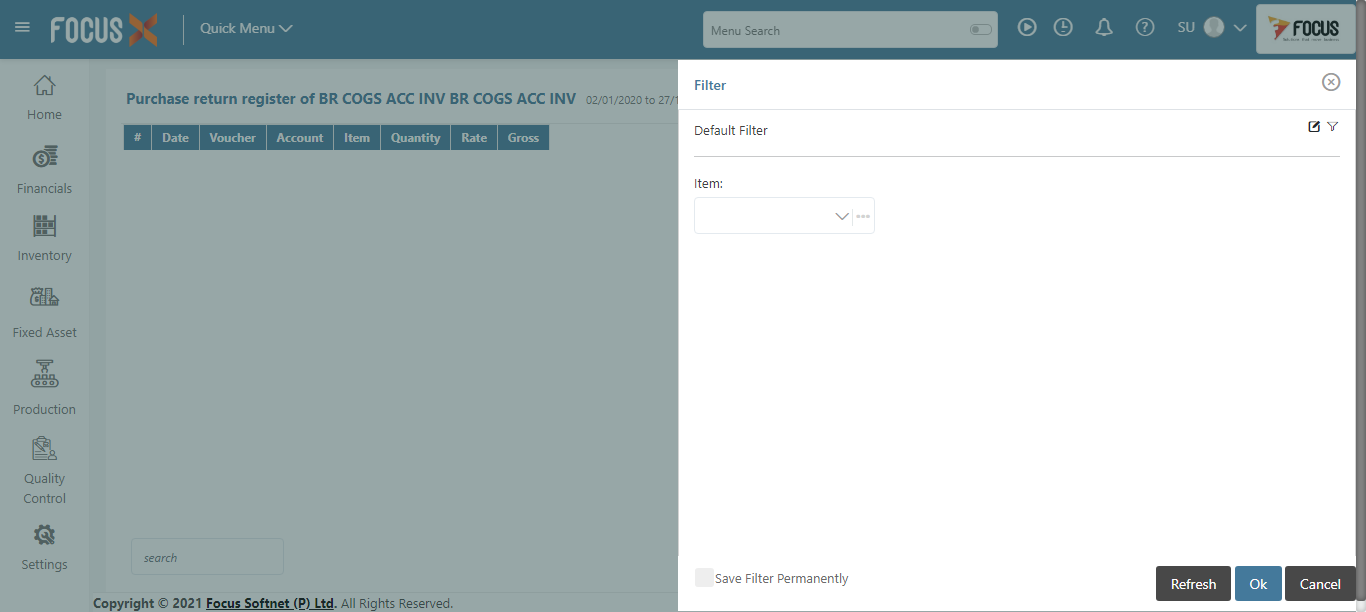 FOCUS X
Quick Menu
Menu Search
SU
FOCUS
Filter
Purchase return register of BR COGS ACC INV BR COGS ACC INV 02/01/2020 to 27/1
# Date Voucher Account Item Quantity Rate Gross
Default Filter
Item:
Home
Financials
Inventory
Fixed Asset
Production
Quality
Control
Settings
search
Save Filter Permanently
Refresh Ok Cancel
Copyright © 2021 Focus Softnet (P) Ltd. All Rights Reserved.